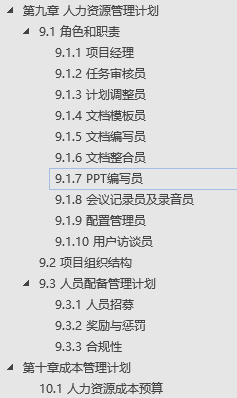 第九章 人力资源管理计划
9.1 角色和职责
9.1.1 项目经理
9.1.2 任务审核员
9.1.3 计划调整员
9.1.4 文档模板员
9.1.5 文档编写员
9.1.6 文档整合员
9.1.7 PPT编写员
9.1.8 会议记录员及录音员
9.1.9 配置管理员
9.1.10 用户访谈员
9.2 项目组织结构
9.3 人员配备管理计划
9.3.1 人员招募
9.3.2 奖励与惩罚
9.3.3 合规性
第十章成本管理计划
10.1 人力资源成本预算